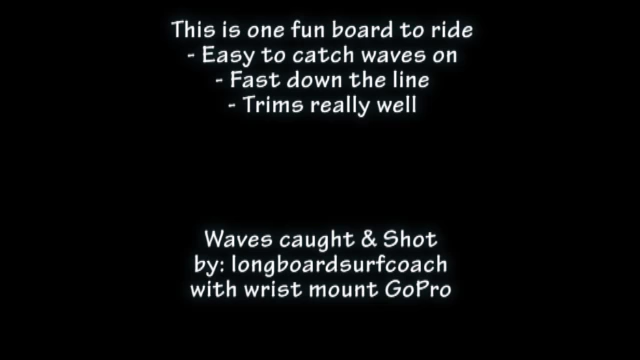 This is one fun board to ride
- Easy to catch waves on
- Fast down the line
- Trims really well
Waves caught & Shot
by: longboardsurfcoach
with wrist mount GoPro